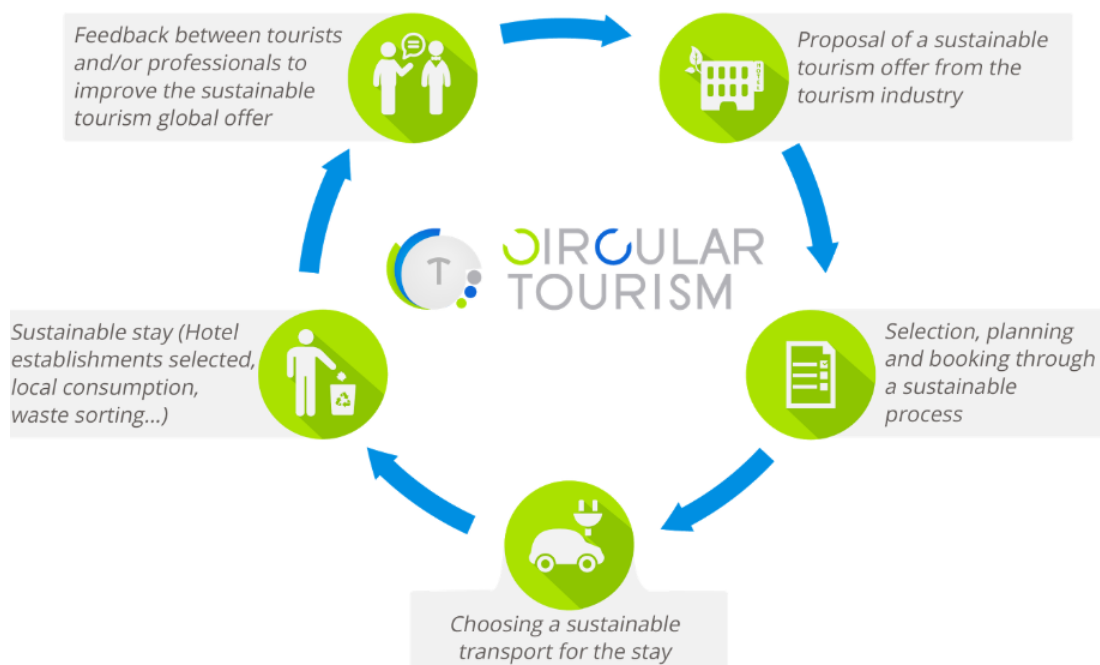 Feedback between tourists
and/or professionals to
improve the sustainable
tourism global offer
Proposal of a sustainable
tourism offer from the
tourism industry
HOTEL
T
CIRCULAR
TOURISM
Sustainable stay (Hotel
establishments selected,
local consumption,
waste sorting...)
Selection, planning
and booking through
a sustainable
process
Choosing a sustainable
transport for the stay